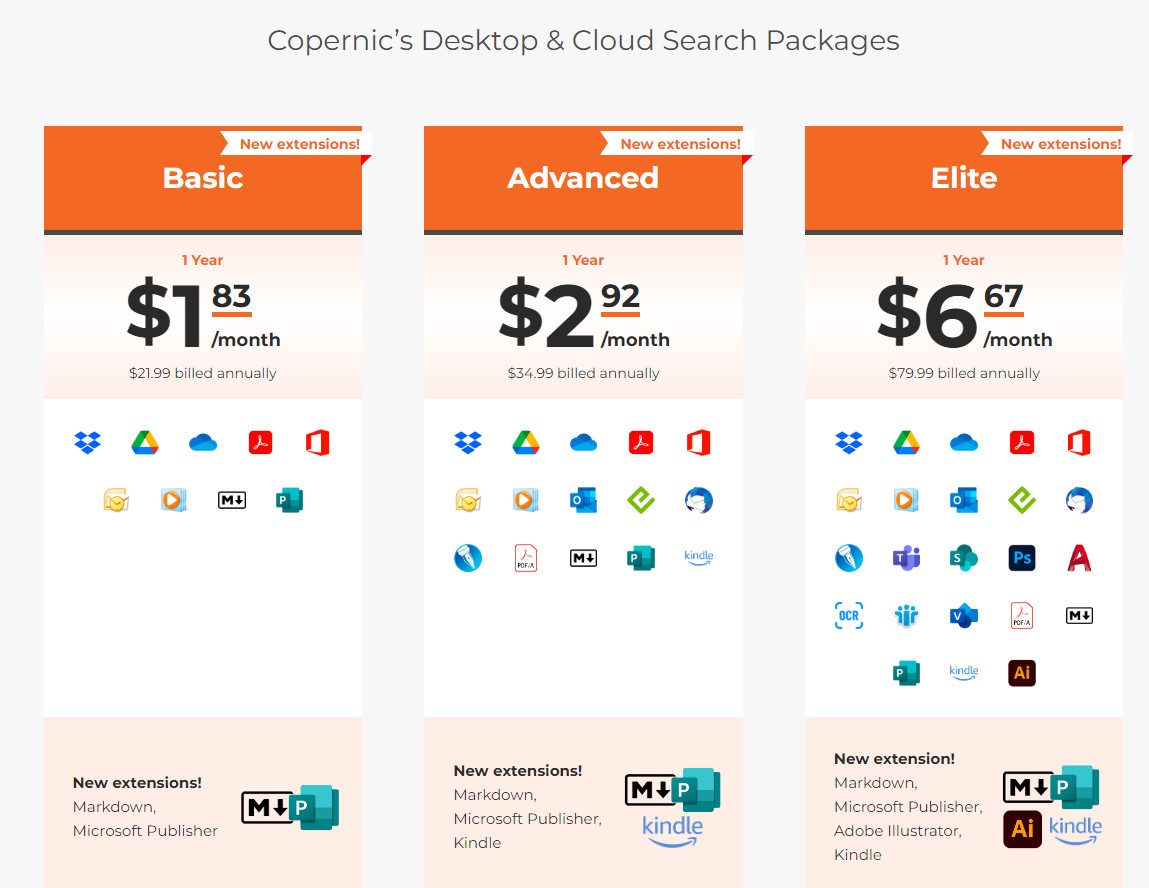 Copernic’s Desktop & Cloud Search Packages
New extensions!
Basic
1 Year
$1 83
/month
$21.99 billed annually
M
P
New extensions!
Markdown,
Microsoft Publisher
M P
New extensions!
Advanced
1 Year
$2 92
/month
$34.99 billed annually
O
PDF/A
M
P
kindle
New extensions!
Markdown,
Microsoft Publisher,
Kindle
M P
kindle
New extensions!
Elite
1 Year
$6 67
/month
$79.99 billed annually
O
T
S
Ps
A
OCR
V
PDF/A
M
P
kindle
Ai
New extension!
Markdown,
Microsoft Publisher,
Adobe Illustrator,
Kindle
M P
Ai kindle